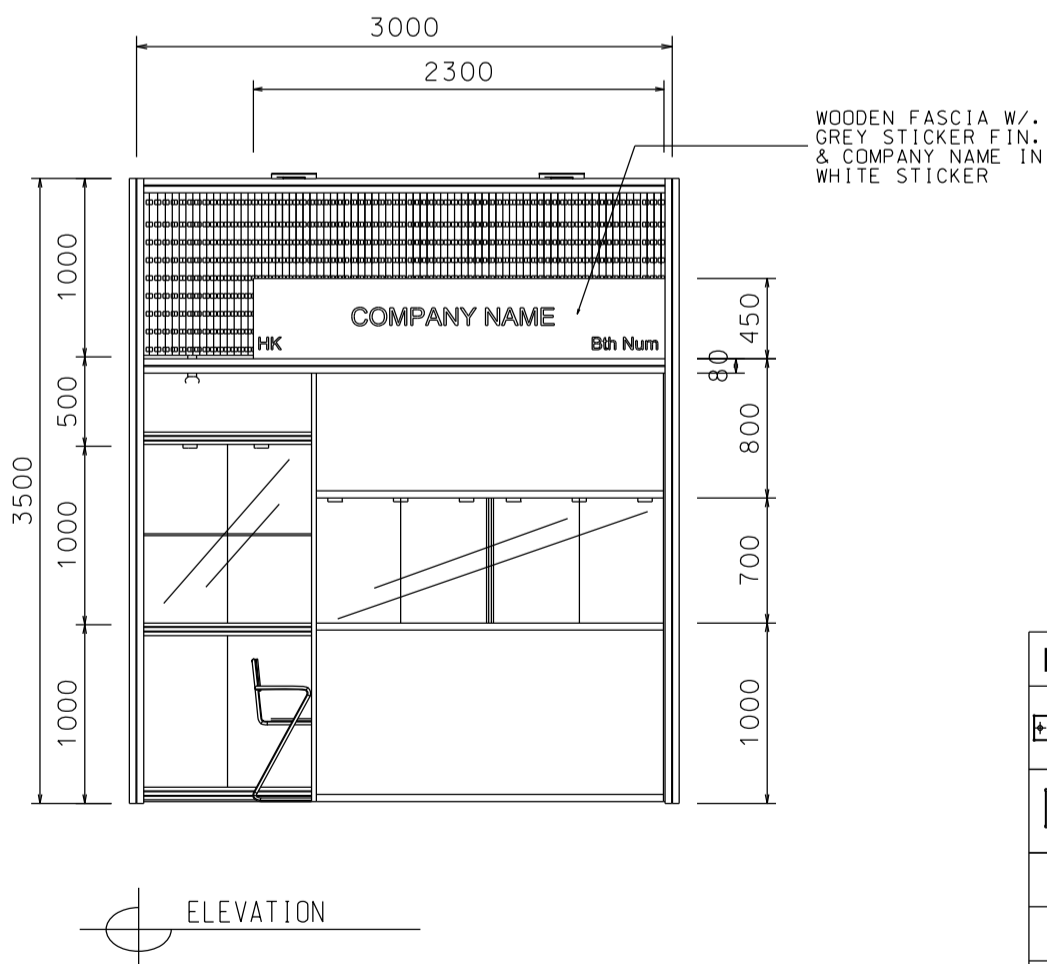 3000
2300
WOODEN FASCIA W/.
GREY STICKER FIN.
& COMPANY NAME IN
WHITE STICKER
1000
450
COMPANY NAME
HK
Bth Num
80
500
800
3500
1000
700
1000
1000
ELEVATION